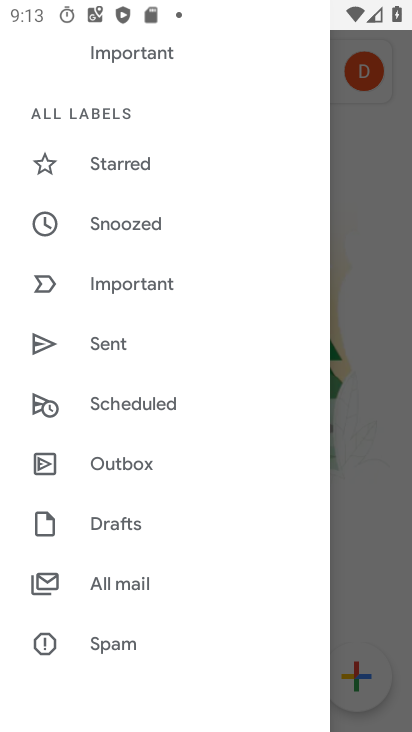 9:13
Important
D
ALL LABELS
Starred
Snoozed
Important
Sent
Scheduled
Outbox
Drafts
All mail
Spam